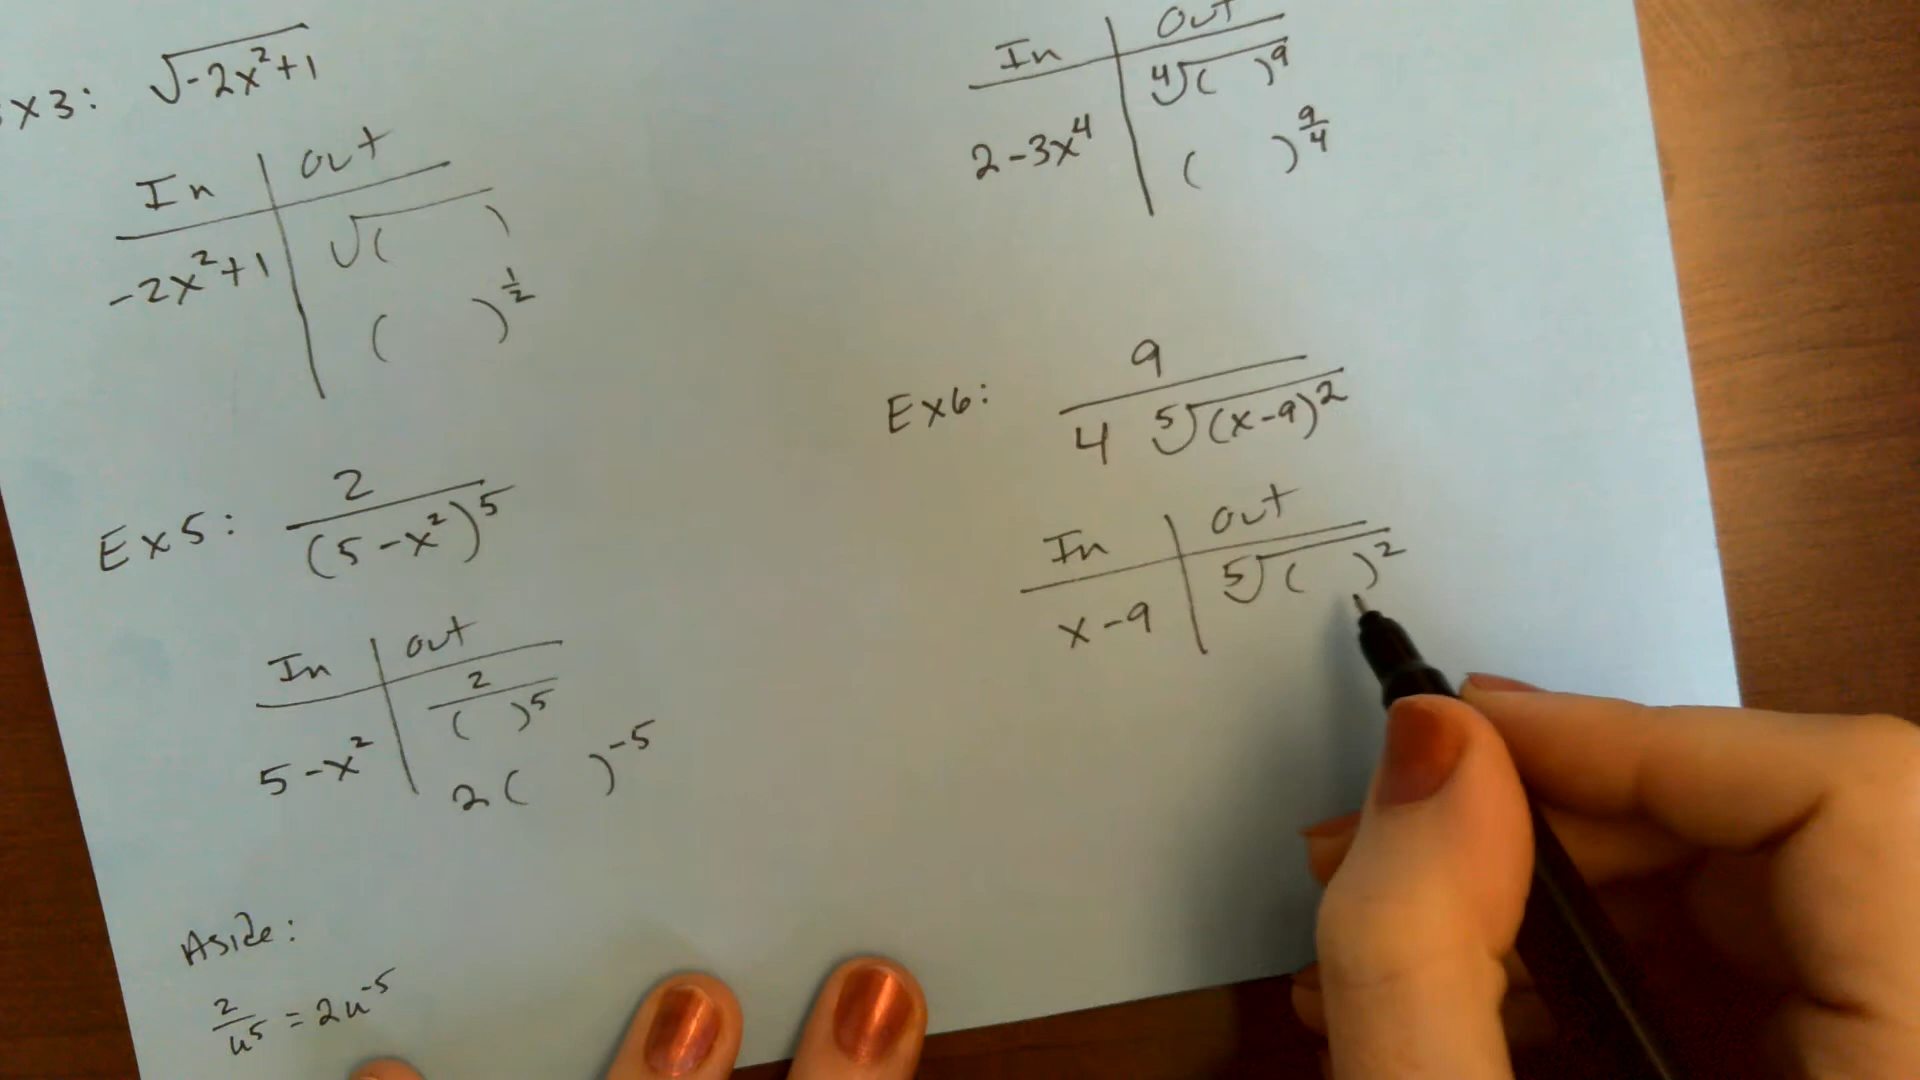 x3: √(-2x²+1)
In | Out
-2x²+1 | √( )
( )^(1/2)
Ex5: 2/(5-x²)⁵
In | Out
5-x² | 2/( )⁵
2( )⁻⁵
Aside:
2/u⁵ = 2u⁻⁵
In | Out
2-3x⁴ | ⁴√( )⁹
( )^(9/4)
Ex6: 9/(4 ⁵√(x-9)²)
In | Out
x-9 | ⁵√( )²